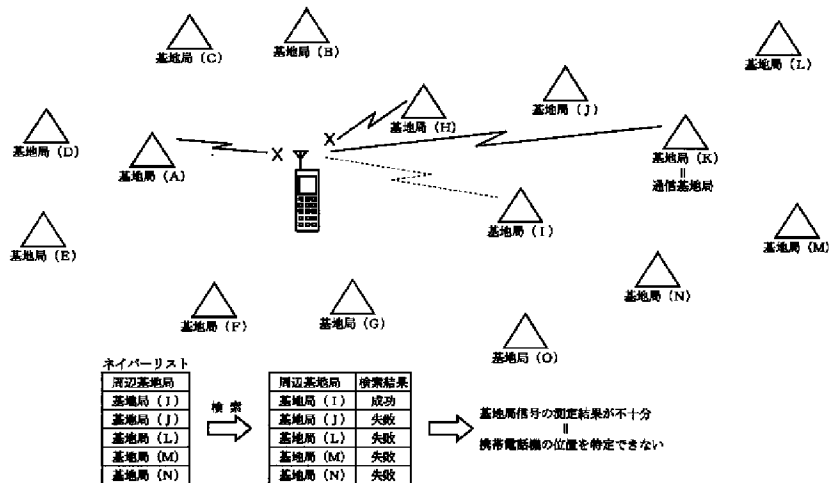 基地局（C）
基地局（B）
基地局（L）
基地局（J）
基地局（H）
基地局（D）
基地局（A）
X
X
基地局（K）
||
通信基地局
基地局（E）
基地局（I）
基地局（M）
基地局（N）
基地局（F）
基地局（G）
基地局（O）
ネイバーリスト
周辺基地局
基地局（I）
基地局（J）
基地局（L）
基地局（M）
基地局（N）
検索
周辺基地局 検索結果
基地局（I） 成功
基地局（J） 失敗
基地局（L） 失敗
基地局（M） 失敗
基地局（N） 失敗
基地局信号の測定結果が不十分
||
携帯電話機の位置を特定できない